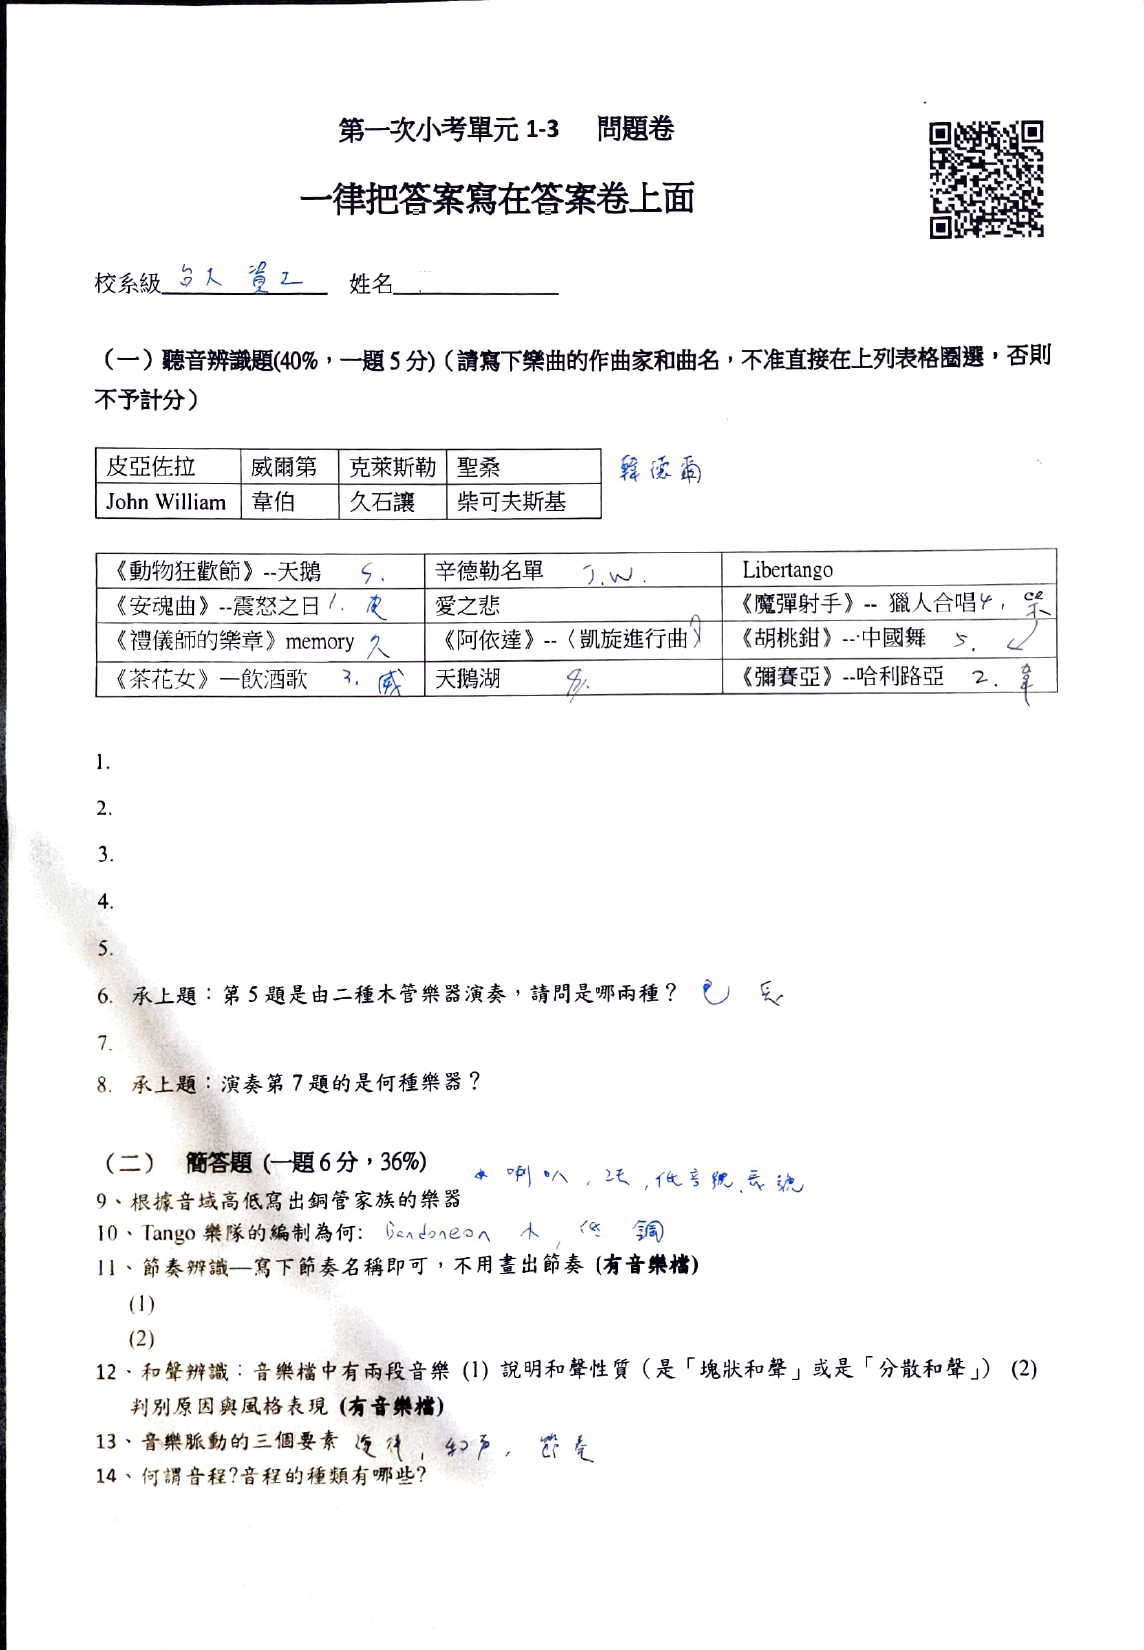 第一次小考單元 1-3 問題卷
一律把答案寫在答案卷上面
校系級 台大 資工 姓名
（一）聽音辨識題(40%，一題 5 分)（請寫下樂曲的作曲家和曲名，不准直接在上列表格圈選，否則
不予計分）
皮亞佐拉 威爾第 克萊斯勒 聖桑 韓德爾
John William 韋伯 久石讓 柴可夫斯基
《動物狂歡節》--天鵝 S. 辛德勒名單 J.W. Libertango
《安魂曲》--震怒之日 1. 愛之悲 《魔彈射手》-- 獵人合唱 4. 柴
《禮儀師的樂章》memory 久 《阿依達》--〈凱旋進行曲〉 《胡桃鉗》--中國舞 5.
《茶花女》—飲酒歌 3. 威 天鵝湖 8. 《彌賽亞》--哈利路亞 2. 韋
1.
2.
3.
4.
5.
6. 承上題：第 5 題是由二種木管樂器演奏，請問是哪兩種？ 巴 長
7.
8. 承上題：演奏第 7 題的是何種樂器？
（二） 簡答題 (一題 6 分，36%)
喇叭, 低音號, 長號
9、根據音域高低寫出銅管家族的樂器
10、Tango 樂隊的編制為何: Bandoneon 木, 銅
11、節奏辨識—寫下節奏名稱即可，不用畫出節奏 (有音樂檔)
(1)
(2)
12、和聲辨識：音樂檔中有兩段音樂 (1) 說明和聲性質（是「塊狀和聲」或是「分散和聲」） (2)
判別原因與風格表現 (有音樂檔)
13、音樂脈動的三個要素 旋律, 和声, 節奏
14、何謂音程?音程的種類有哪些?